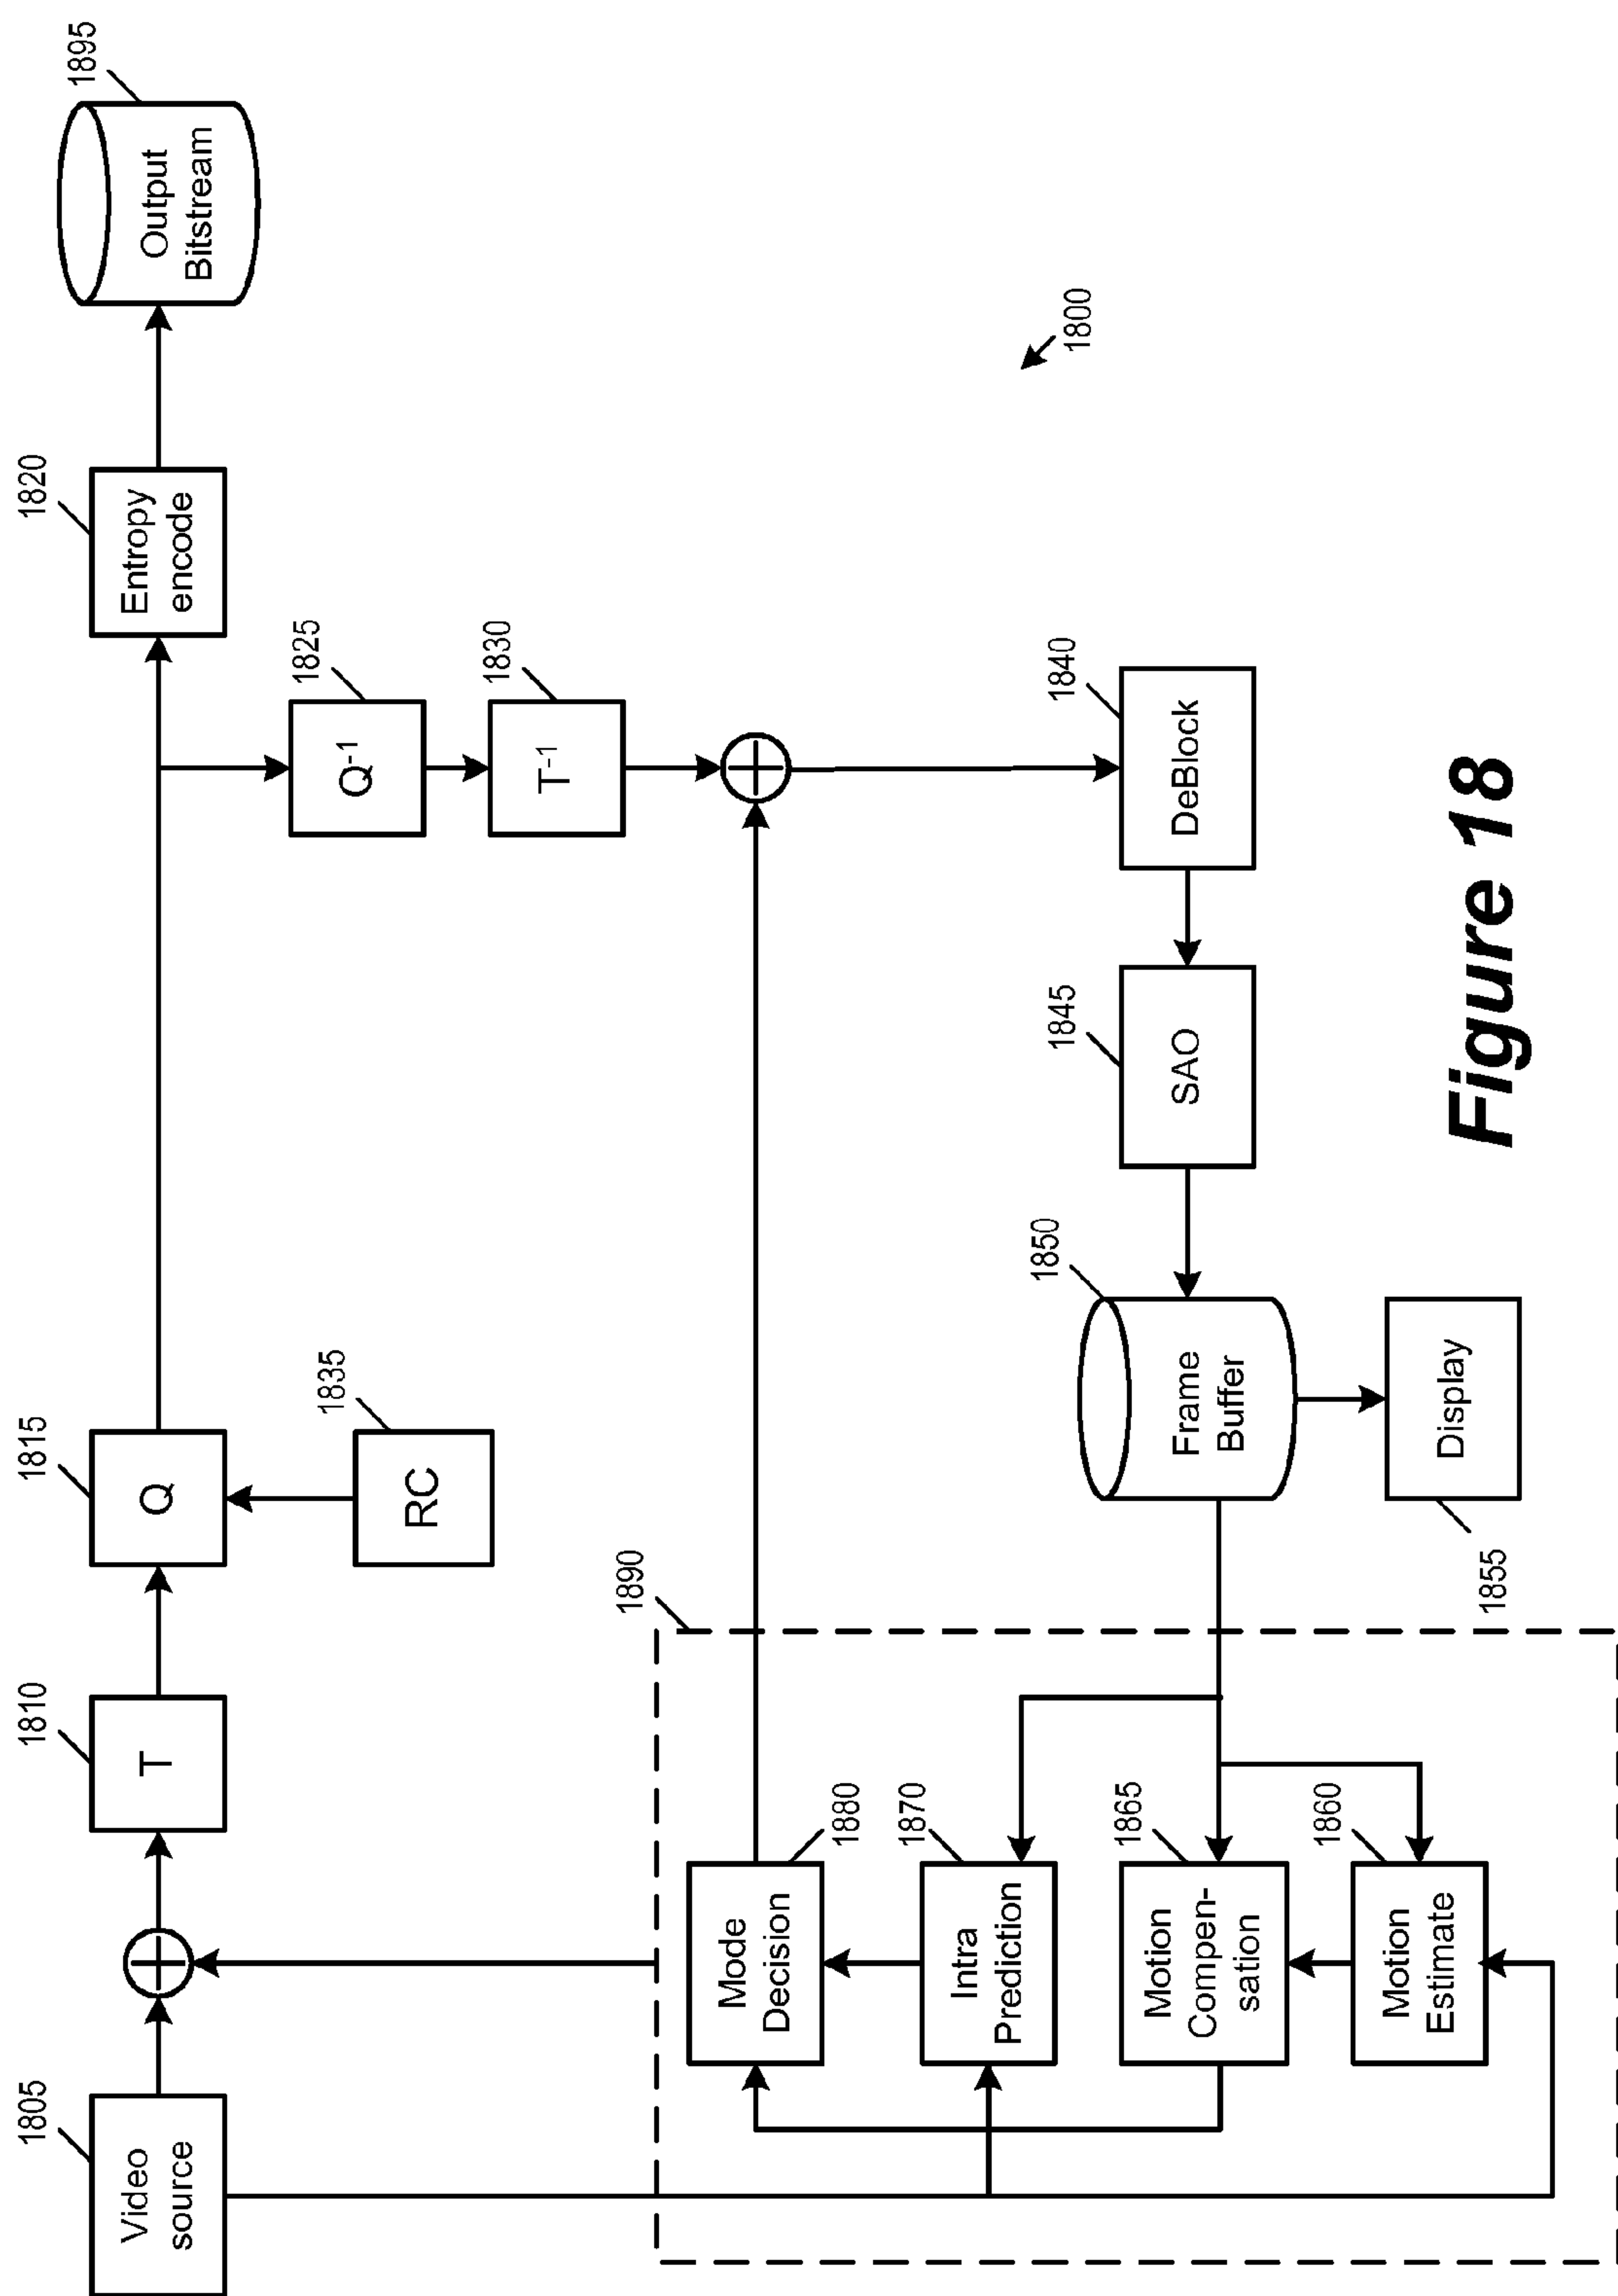 1805
Video
source
1810
T
1815
Q
1820
Entropy
encode
1895
Output
Bitstream
1835
RC
1825
Q-1
1830
T-1
1890
Mode
Decision
1880
Intra
Prediction
1870
Motion
Compen-
sation
1865
Motion
Estimate
1860
1850
Frame
Buffer
1845
SAO
1840
DeBlock
Display
1855
1800
Figure 18